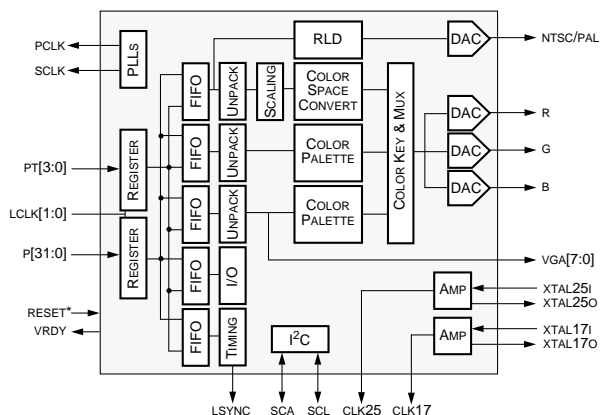 PCLK
SCLK
PLLs
RLD
DAC
NTSC/PAL
FIFO
UNPACK
SCALING
COLOR
SPACE
CONVERT
COLOR KEY & MUX
DAC
R
PT[3:0]
REGISTER
FIFO
UNPACK
COLOR
PALETTE
DAC
G
LCLK[1:0]
DAC
B
P[31:0]
REGISTER
FIFO
UNPACK
COLOR
PALETTE
VGA[7:0]
FIFO
I/O
AMP
XTAL25I
XTAL25O
RESET*
VRDY
FIFO
TIMING
I²C
AMP
XTAL17I
XTAL17O
LSYNC
SCA
SCL
CLK25
CLK17